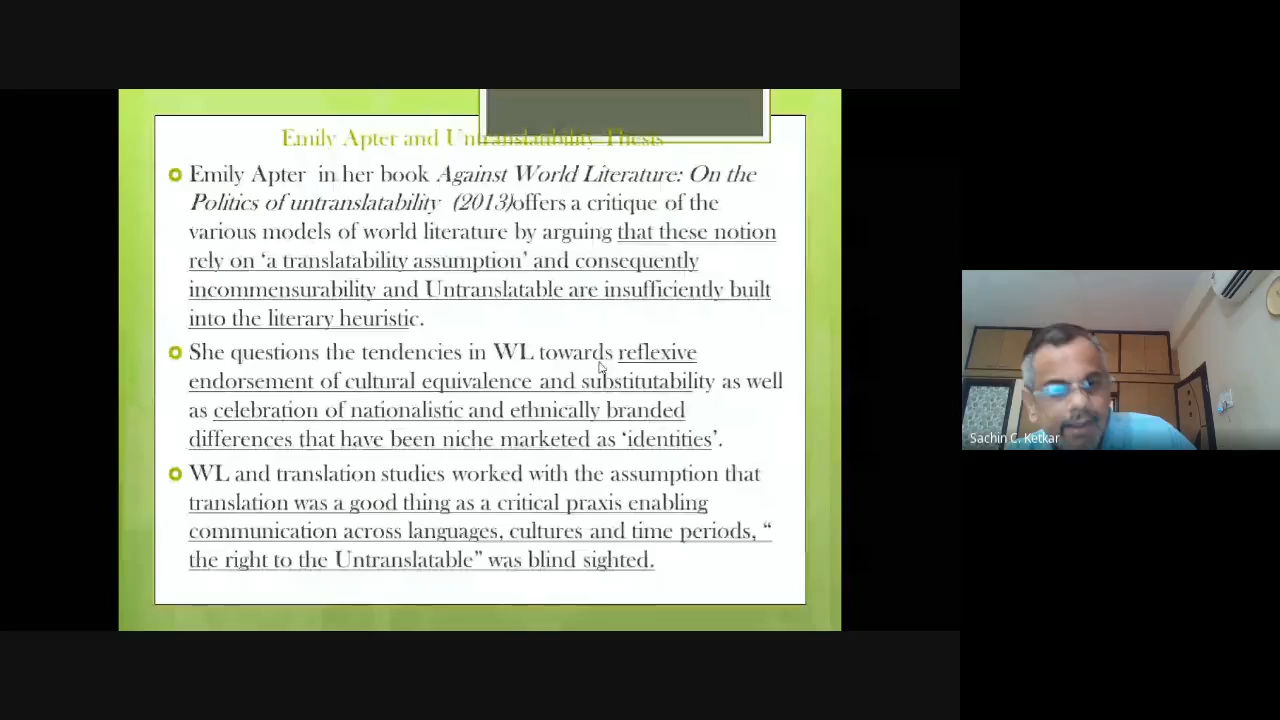 Emily Apter and Untranslatibility Thesis
Emily Apter in her book Against World Literature: On the
Politics of untranslatability (2013)offers a critique of the
various models of world literature by arguing that these notion
rely on ‘a translatability assumption’ and consequently
incommensurability and Untranslatable are insufficiently built
into the literary heuristic.
She questions the tendencies in WL towards reflexive
endorsement of cultural equivalence and substitutability as well
as celebration of nationalistic and ethnically branded
differences that have been niche marketed as ‘identities’.
WL and translation studies worked with the assumption that
translation was a good thing as a critical praxis enabling
communication across languages, cultures and time periods, “
the right to the Untranslatable” was blind sighted.
Sachin C. Ketkar